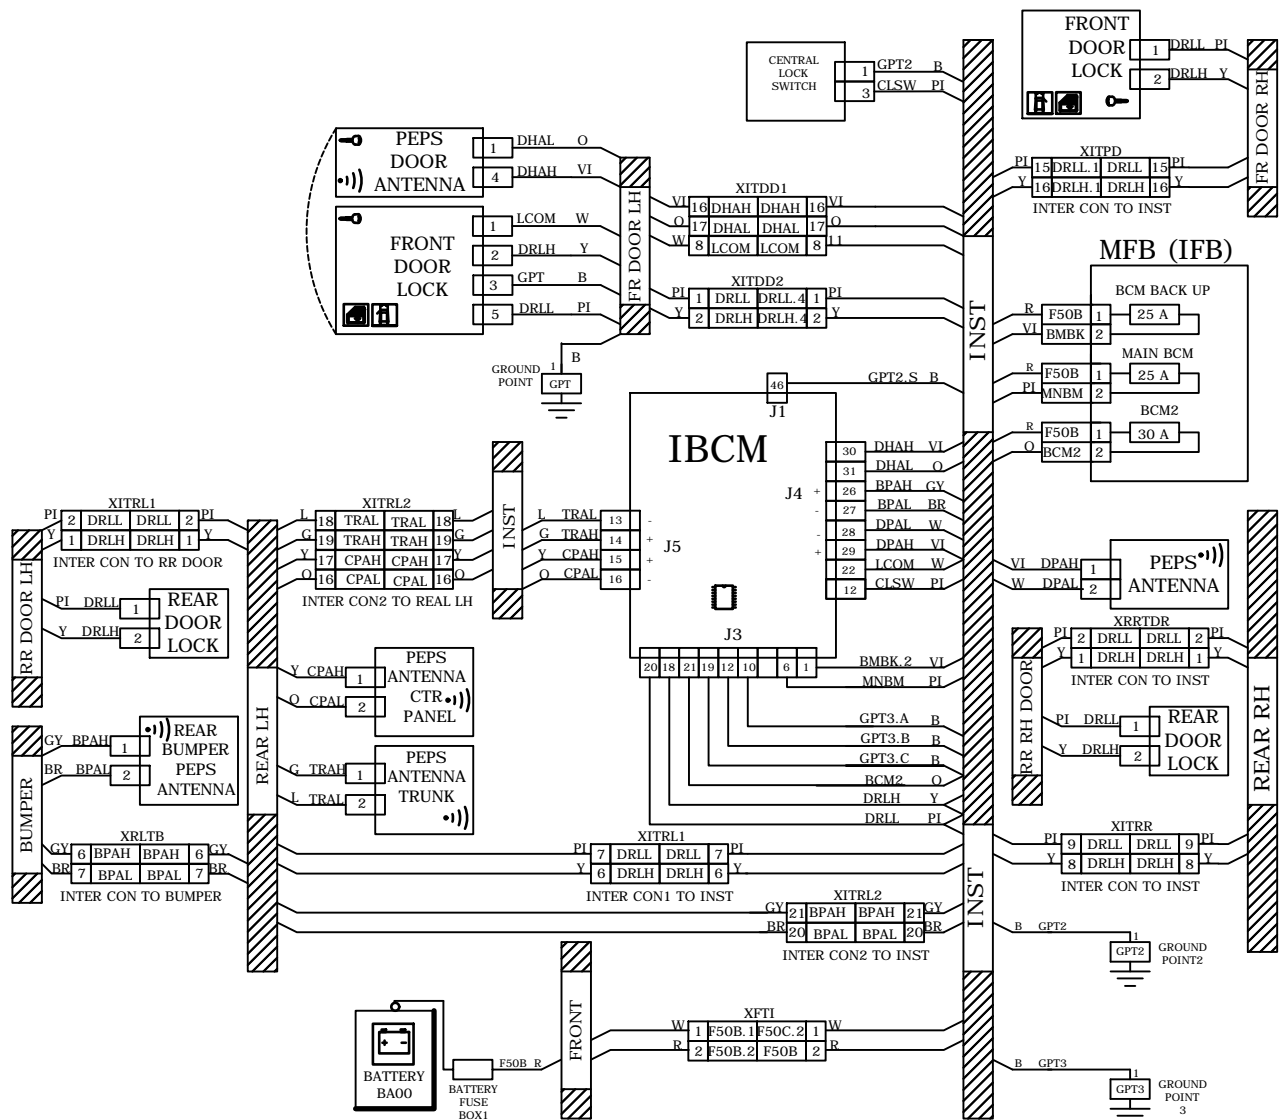 FRONT
DOOR
LOCK
1 DRLL PI
2 DRLH Y
FR DOOR RH
CENTRAL
LOCK
SWITCH
1 GPT2 B
3 CLSW PI
XITPD
PI 15 DRLL.1 DRLL 15 PI
Y 16 DRLH.1 DRLH 16 Y
INTER CON TO INST
PEPS
DOOR
ANTENNA
1 DHAL O
4 DHAH VI
FRONT
DOOR
LOCK
1 LCOM W
2 DRLH Y
3 GPT B
5 DRLL PI
FR DOOR LH
XITDD1
VI 16 DHAH DHAH 16 VI
O 17 DHAL DHAL 17 O
W 8 LCOM LCOM 8 11
XITDD2
PI 1 DRLL DRLL.4 1 PI
Y 2 DRLH DRLH.4 2 Y
INST
GROUND
POINT
1 B
GPT
MFB (IFB)
BCM BACK UP
R F50B 1 25 A
VI BMBK 2
MAIN BCM
R F50B 1 25 A
PI MNBM 2
BCM2
R F50B 1 30 A
O BCM2 2
46 GPT2.S B
J1
IBCM
J4
30 DHAH VI
31 DHAL O
+ 26 BPAH GY
- 27 BPAL BR
- 28 DPAL W
+ 29 DPAH VI
22 LCOM W
12 CLSW PI
J5
L TRAL 13 -
G TRAH 14 +
Y CPAH 15 +
O CPAL 16 -
J3
20 18 21 19 12 10 6 1
BMBK.2 VI
MNBM PI
GPT3.A B
GPT3.B B
GPT3.C B
BCM2 O
DRLH Y
DRLL PI
INST
XITRL2
L 18 TRAL TRAL 18 L
G 19 TRAH TRAH 19 G
Y 17 CPAH CPAH 17 Y
O 16 CPAL CPAL 16 O
INTER CON2 TO REAL LH
XITRL1
PI 2 DRLL DRLL 2 PI
Y 1 DRLH DRLH 1 Y
INTER CON TO RR DOOR
RR DOOR LH
PI DRLL 1
Y DRLH 2
REAR
DOOR
LOCK
REAR LH
Y CPAH 1
O CPAL 2
PEPS
ANTENNA
CTR
PANEL
G TRAH 1
L TRAL 2
PEPS
ANTENNA
TRUNK
BUMPER
GY BPAH 1
BR BPAL 2
REAR
BUMPER
PEPS
ANTENNA
XRLTB
GY 6 BPAH BPAH 6 GY
BR 7 BPAL BPAL 7 BR
INTER CON TO BUMPER
XITRL1
PI 7 DRLL DRLL 7 PI
Y 6 DRLH DRLH 6 Y
INTER CON1 TO INST
XITRL2
GY 21 BPAH BPAH 21 GY
BR 20 BPAL BPAL 20 BR
INTER CON2 TO INST
INST
VI DPAH 1
W DPAL 2
PEPS
ANTENNA
XRRTDR
PI 2 DRLL DRLL 2 PI
Y 1 DRLH DRLH 1 Y
INTER CON TO INST
RR RH DOOR
PI DRLL 1
Y DRLH 2
REAR
DOOR
LOCK
REAR RH
XITRR
PI 9 DRLL DRLL 9 PI
Y 8 DRLH DRLH 8 Y
INTER CON TO INST
B GPT2 1
GPT2
GROUND
POINT2
BATTERY
BA00
F50B R
BATTERY
FUSE
BOX1
FRONT
XFTI
W 1 F50B.1 F50C.2 1 W
R 2 F50B.2 F50B 2 R
B GPT3 1
GPT3
GROUND
POINT
3